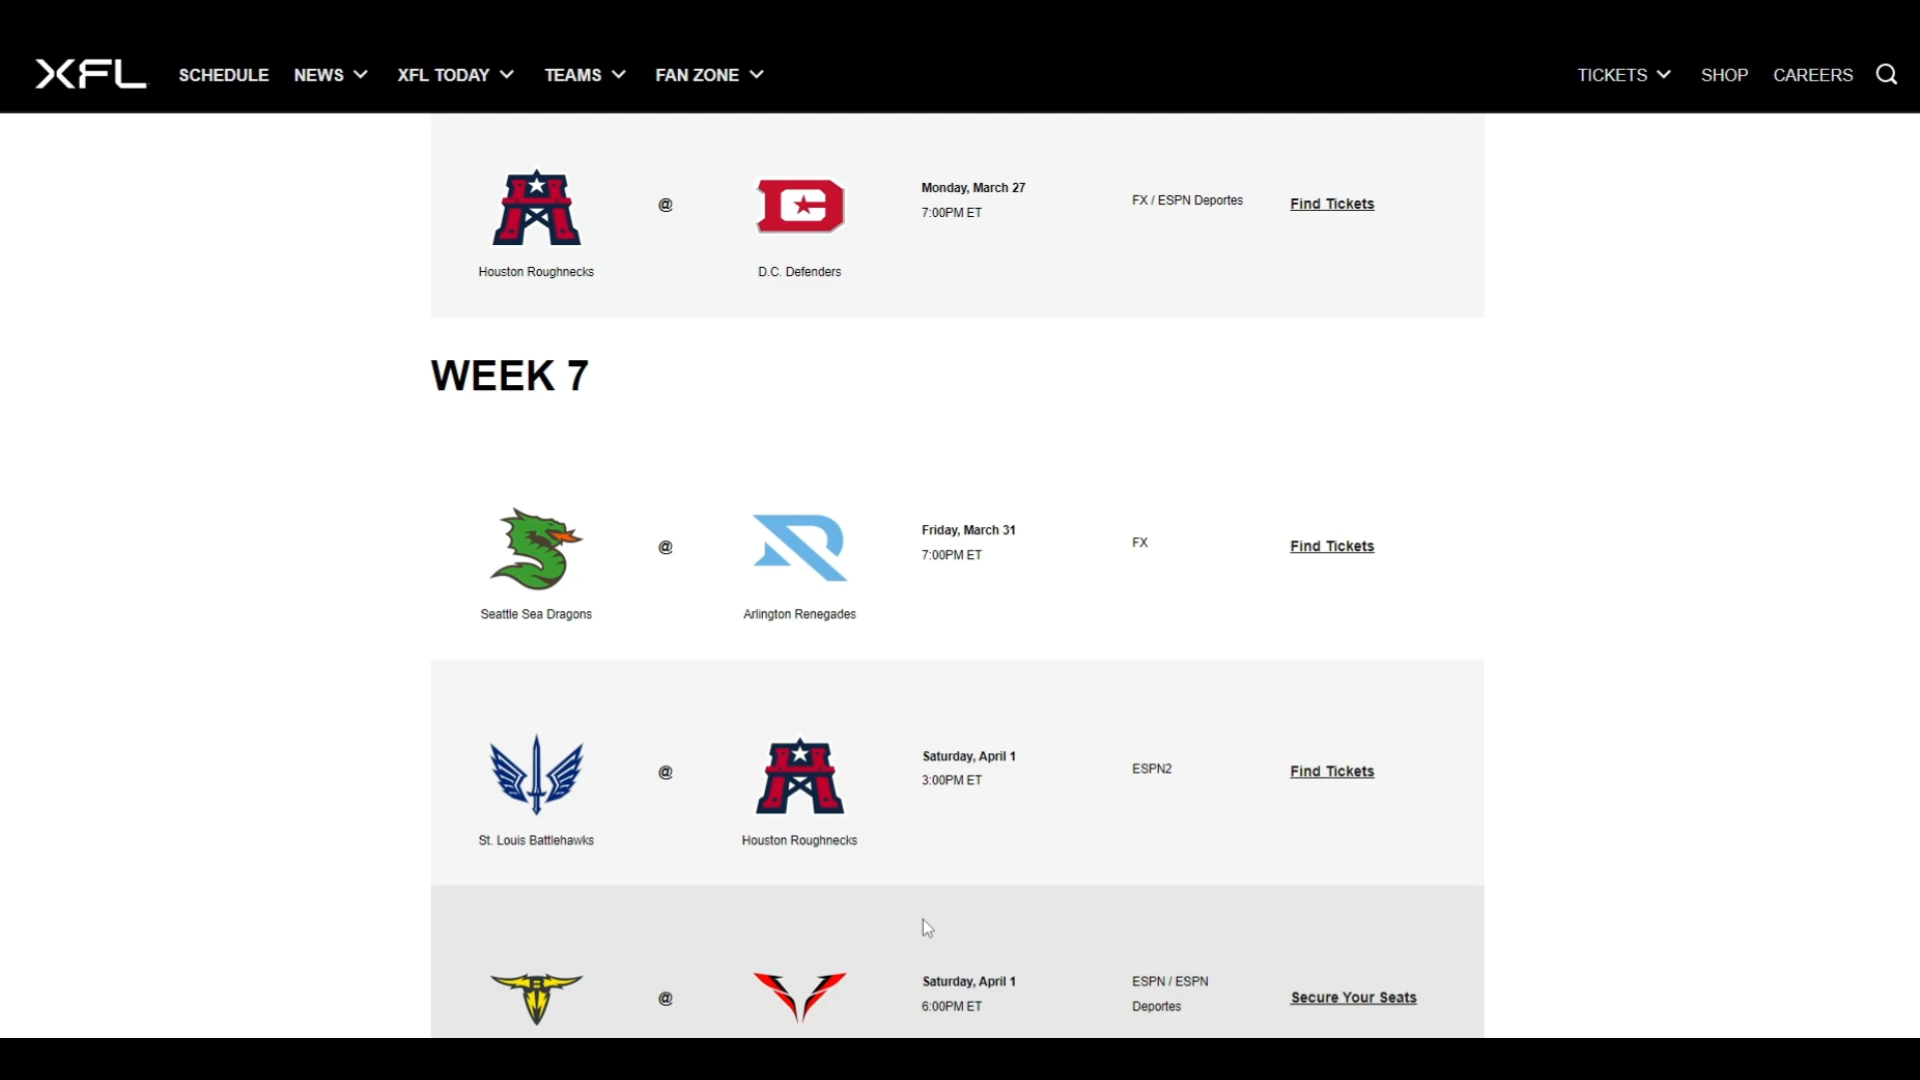 XFL SCHEDULE NEWS XFL TODAY TEAMS FAN ZONE TICKETS SHOP CAREERS
Monday, March 27
@ FX / ESPN Deportes Find Tickets
7:00PM ET
Houston Roughnecks D.C. Defenders
WEEK 7
Friday, March 31
@ FX Find Tickets
7:00PM ET
Seattle Sea Dragons Arlington Renegades
Saturday, April 1
@ ESPN2 Find Tickets
3:00PM ET
St. Louis Battlehawks Houston Roughnecks
Saturday, April 1 ESPN / ESPN
@ Secure Your Seats
6:00PM ET Deportes